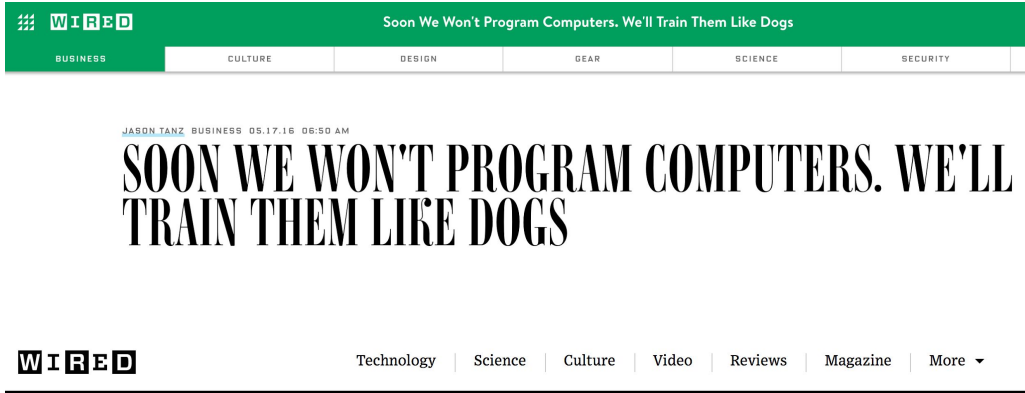 WIRED Soon We Won't Program Computers. We'll Train Them Like Dogs
BUSINESS CULTURE DESIGN GEAR SCIENCE SECURITY
JASON TANZ BUSINESS 05.17.16 06:50 AM
SOON WE WON'T PROGRAM COMPUTERS. WE'LL
TRAIN THEM LIKE DOGS
WIRED Technology Science Culture Video Reviews Magazine More